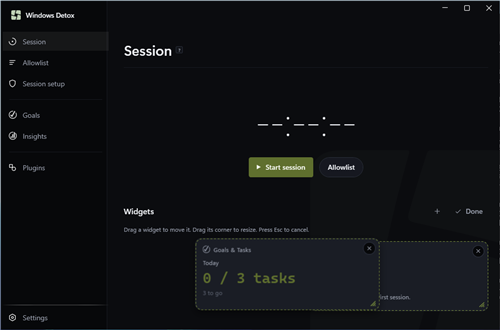 Windows Detox
Session
Allowlist
Session setup
Goals
Insights
Plugins
Settings
Session ?
--:--:--
Start session
Allowlist
Widgets
+
Done
Drag a widget to move it. Drag its corner to resize. Press Esc to cancel.
Goals & Tasks
Today
0 / 3 tasks
3 to go
first session.